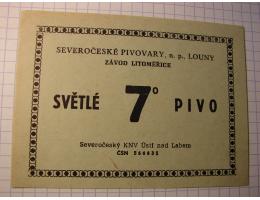 SEVEROČESKÉ PIVOVARY, n. p., LOUNY
ZÁVOD LITOMĚŘICE
SVĚTLÉ 7° PIVO
Severočeský KNV Ústí nad Labem
ČSN 566635